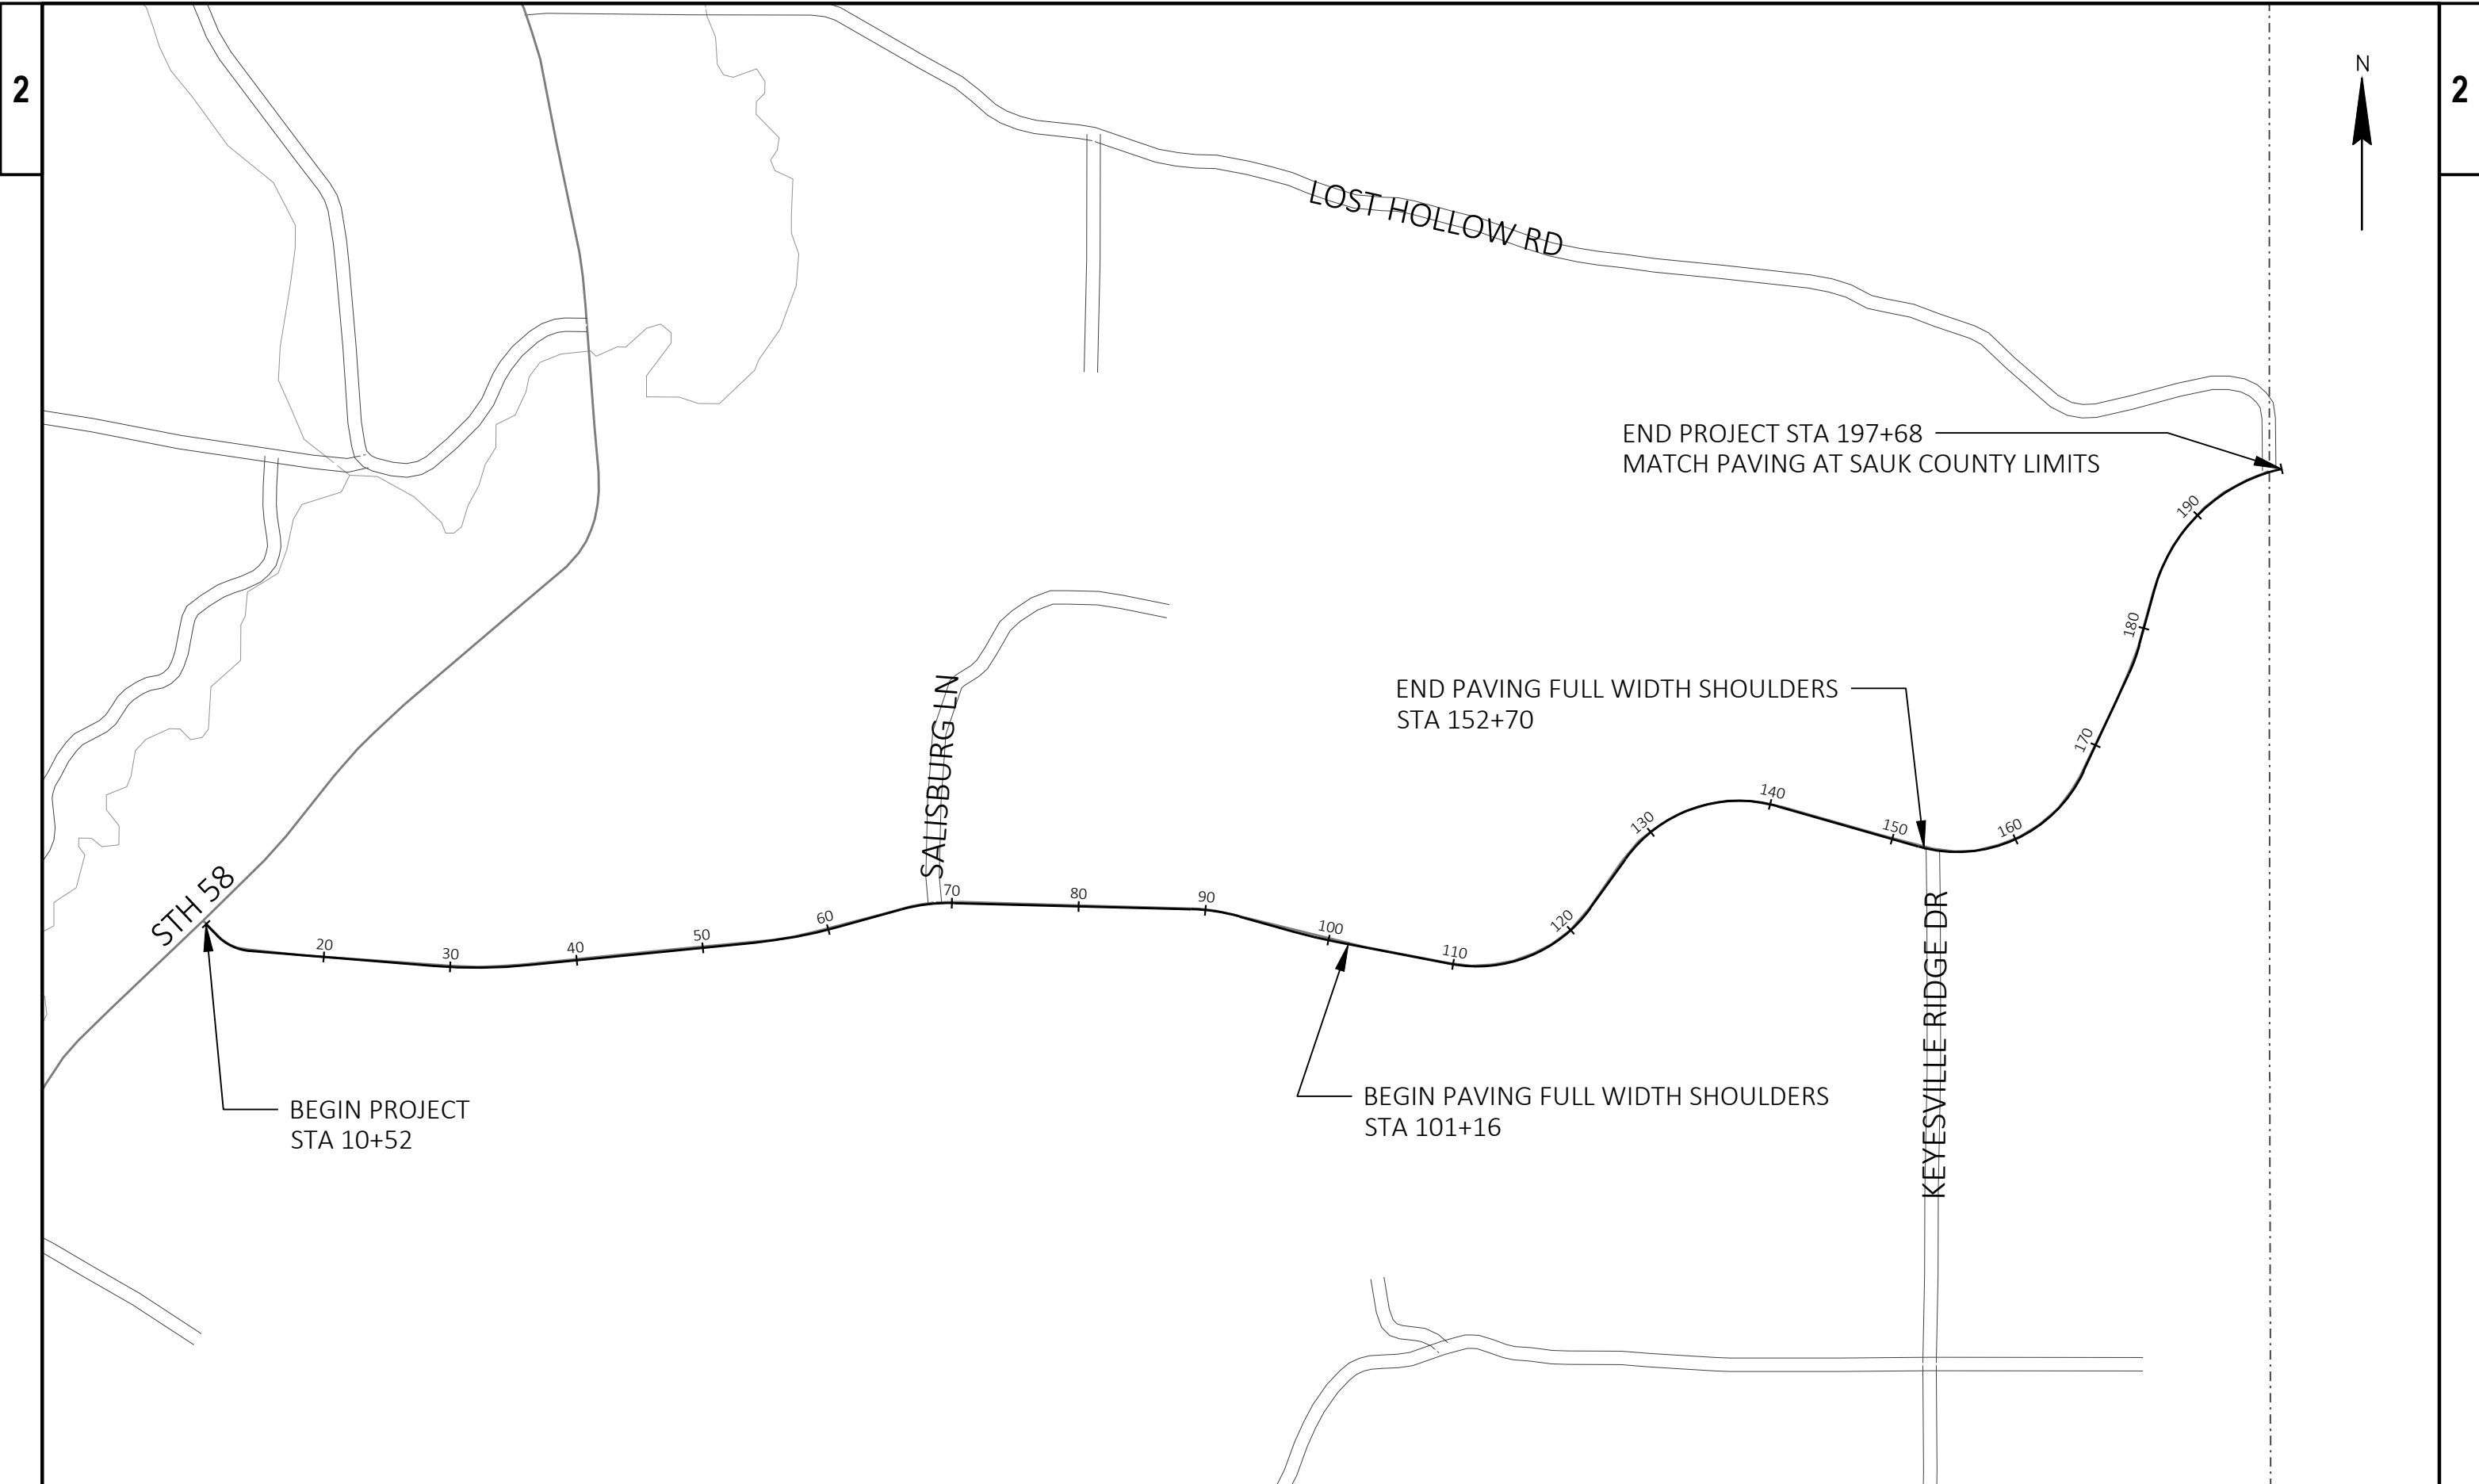 2
2
N
LOST HOLLOW RD
END PROJECT STA 197+68
MATCH PAVING AT SAUK COUNTY LIMITS
190
180
END PAVING FULL WIDTH SHOULDERS
STA 152+70
170
SALISBURG LN
140
130
150
160
STH 58
70
80
90
60
100
120
50
110
40
30
20
KEYESVILLE RIDGE DR
BEGIN PROJECT
STA 10+52
BEGIN PAVING FULL WIDTH SHOULDERS
STA 101+16